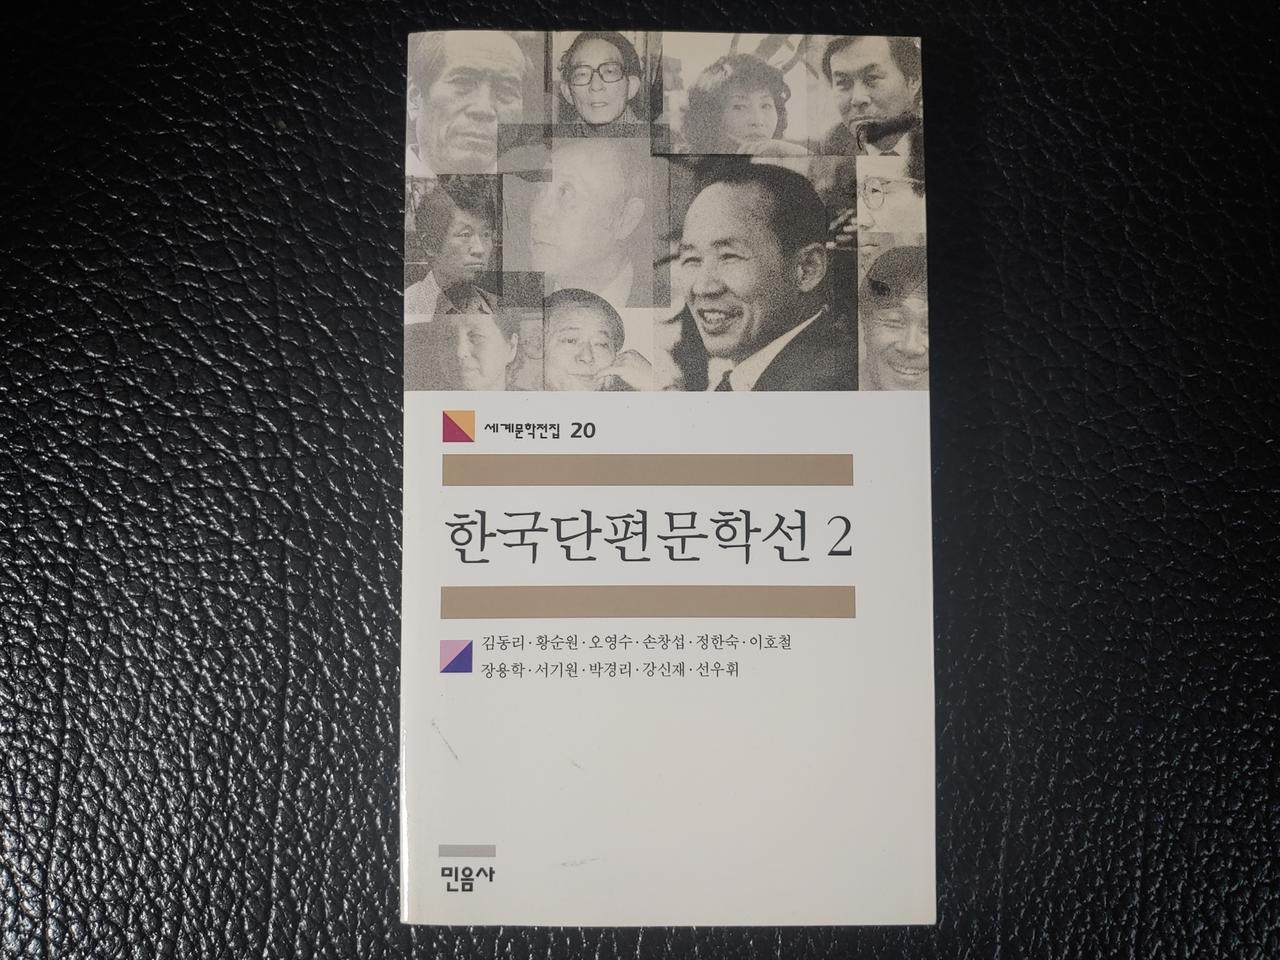 세계문학전집 20
한국단편문학선 2
김동리·황순원·오영수·손창섭·정한숙·이호철
장용학·서기원·박경리·강신재·선우휘
민음사